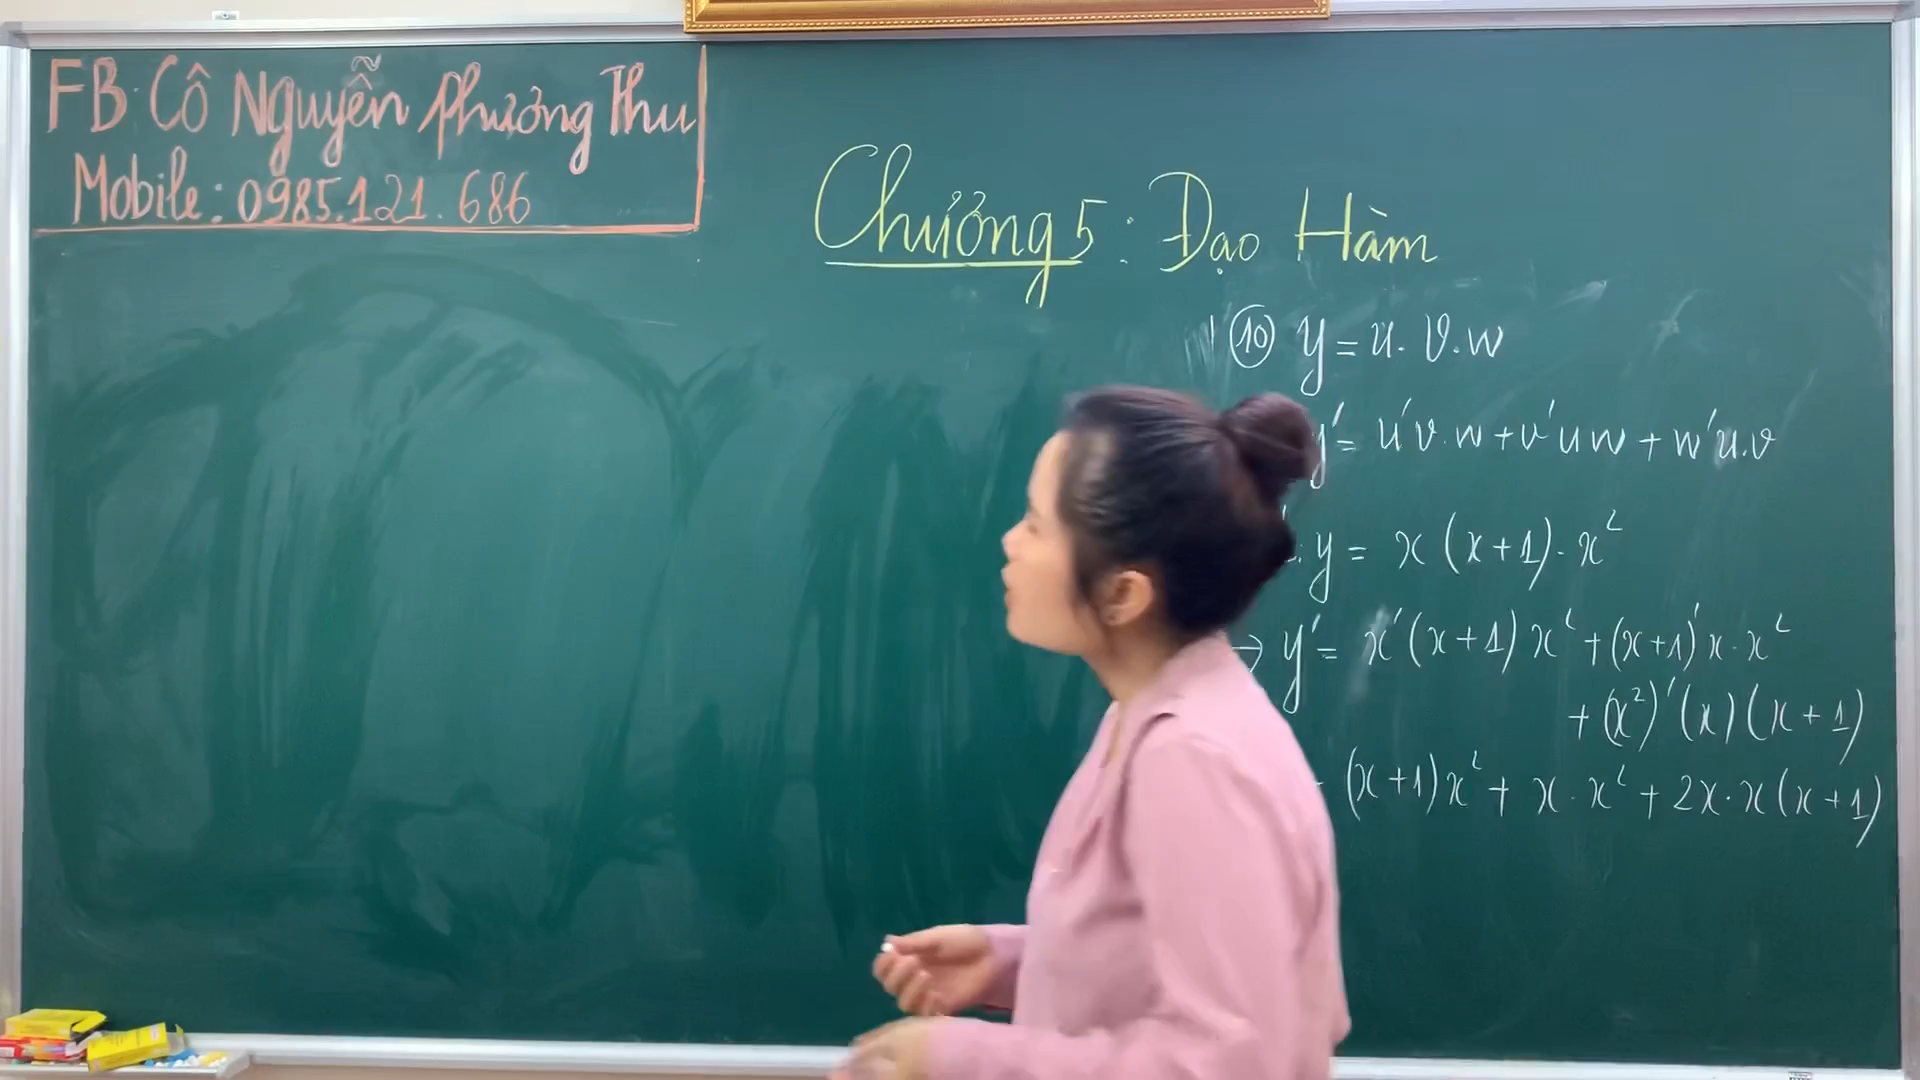 FB: Cô Nguyễn Phương Thu
Mobile: 0985.121.686
Chương 5: Đạo Hàm
⑩ y = u. v. w
y' = u'v.w + v'uw + w'u.v
y = x(x+1).x²
→ y' = x'(x+1)x² + (x+1)'x.x²
+ (x²)'(x)(x+1)
(x+1)x² + x.x² + 2x.x(x+1)